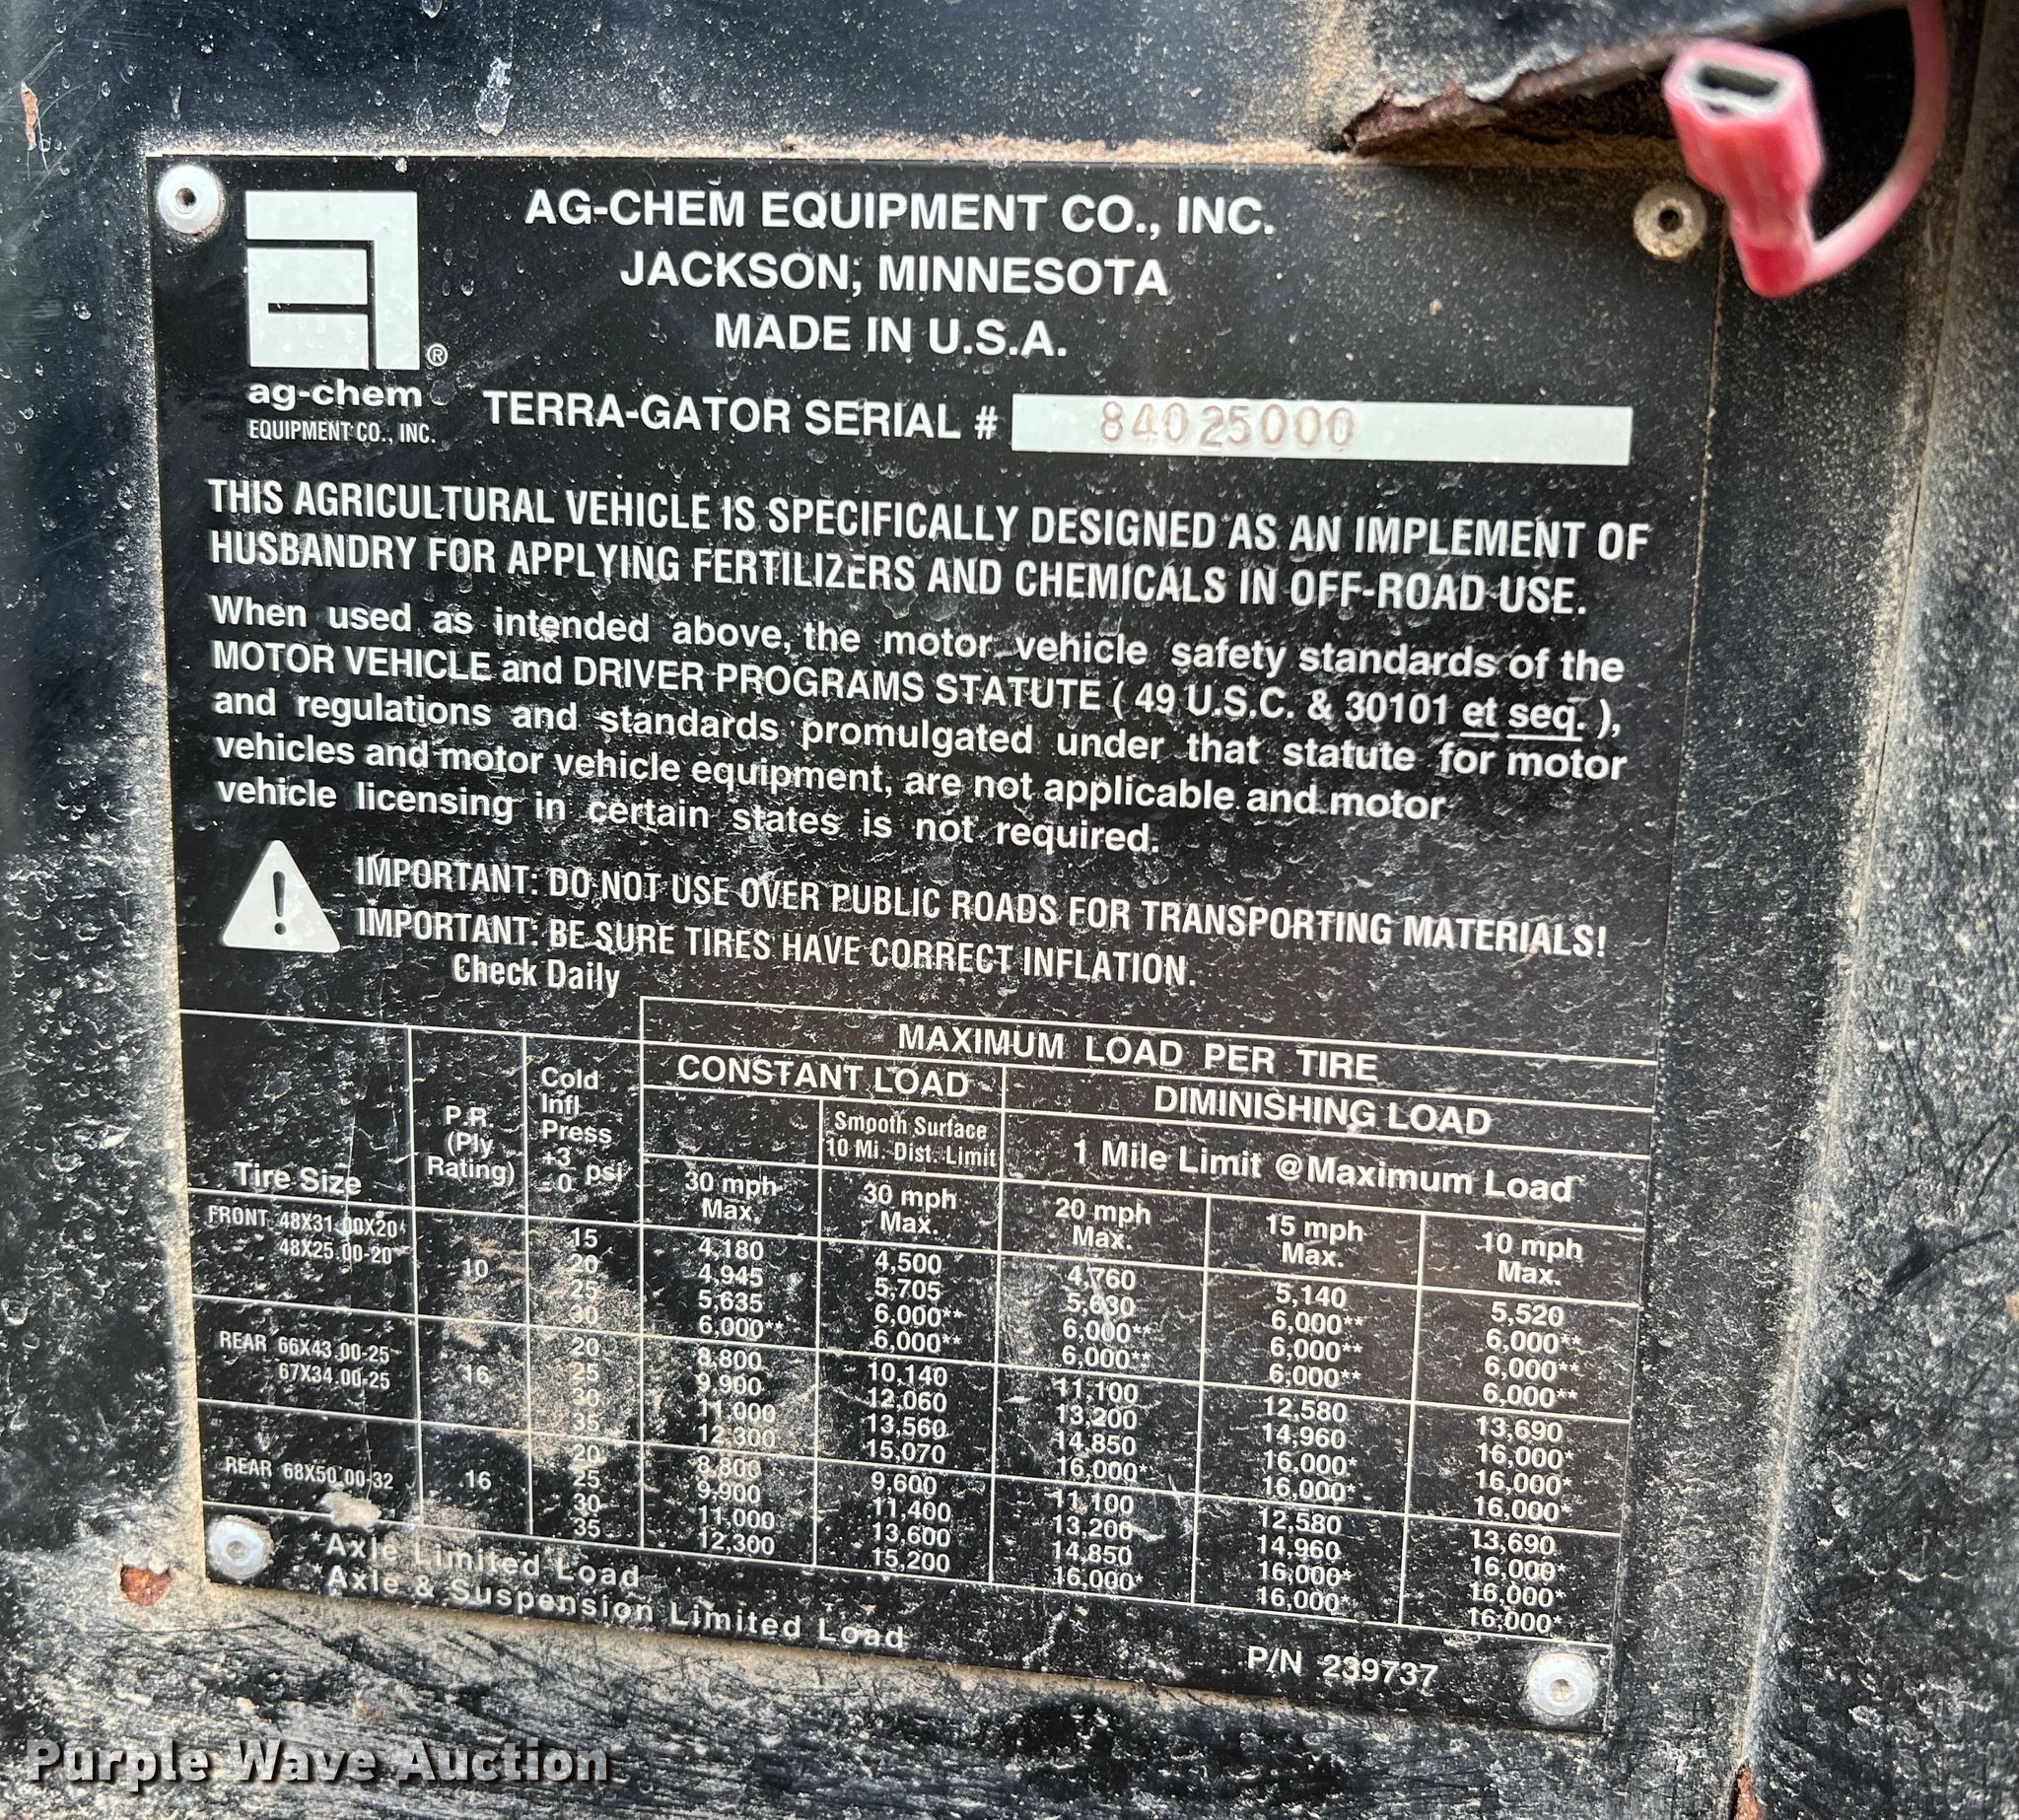 AG-CHEM EQUIPMENT CO., INC.
JACKSON, MINNESOTA
MADE IN U.S.A.
®
ag-chem
EQUIPMENT CO., INC.
TERRA-GATOR SERIAL # 84025000
THIS AGRICULTURAL VEHICLE IS SPECIFICALLY DESIGNED AS AN IMPLEMENT OF
HUSBANDRY FOR APPLYING FERTILIZERS AND CHEMICALS IN OFF-ROAD USE.
When used as intended above, the motor vehicle safety standards of the
MOTOR VEHICLE and DRIVER PROGRAMS STATUTE ( 49 U.S.C. & 30101 et seq. ),
and regulations and standards promulgated under that statute for motor
vehicles and motor vehicle equipment, are not applicable and motor
vehicle licensing in certain states is not required.
! IMPORTANT: DO NOT USE OVER PUBLIC ROADS FOR TRANSPORTING MATERIALS!
IMPORTANT: BE SURE TIRES HAVE CORRECT INFLATION.
Check Daily
MAXIMUM LOAD PER TIRE
CONSTANT LOAD DIMINISHING LOAD
Smooth Surface
10 Mi. Dist. Limit
1 Mile Limit @ Maximum Load
Tire Size
P.R.
(Ply
Rating)
Cold
Infl
Press
+3
-0 psi
30 mph
Max.
30 mph
Max.
20 mph
Max.
15 mph
Max.
10 mph
Max.
FRONT 48X31.00X20
48X25.00-20
10
15 4,180 4,500 4,760 5,140 5,520
20 4,945 5,705 5,630 6,000** 6,000**
25 5,635 6,000** 6,000** 6,000** 6,000**
30 6,000** 6,000** 6,000** 6,000** 6,000**
REAR 66X43.00-25
67X34.00-25
16
20 8,800 10,140 11,100 12,580 13,690
25 9,900 12,060 13,200 14,960 16,000*
30 11,000 13,560 14,850 16,000* 16,000*
35 12,300 15,070 16,000* 16,000* 16,000*
REAR 68X50.00-32
16
20 8,800 9,600 11,100 12,580 13,690
25 9,900 11,400 13,200 14,960 16,000*
30 11,000 13,600 14,850 16,000* 16,000*
35 12,300 15,200 16,000* 16,000* 16,000*
*Axle Limited Load
*Axle & Suspension Limited Load
P/N 239737
Purple Wave Auction